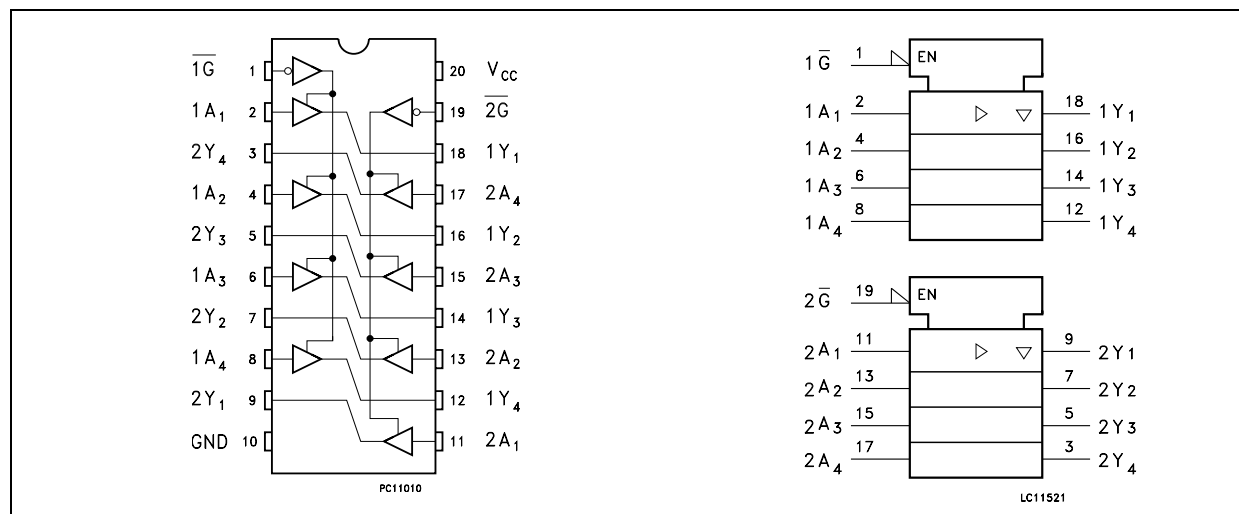 1G 1 20 VCC
1A1 2 19 2G
2Y4 3 18 1Y1
1A2 4 17 2A4
2Y3 5 16 1Y2
1A3 6 15 2A3
2Y2 7 14 1Y3
1A4 8 13 2A2
2Y1 9 12 1Y4
GND 10 11 2A1
PC11010
1G 1 EN
1A1 2 18 1Y1
1A2 4 16 1Y2
1A3 6 14 1Y3
1A4 8 12 1Y4
2G 19 EN
2A1 11 9 2Y1
2A2 13 7 2Y2
2A3 15 5 2Y3
2A4 17 3 2Y4
LC11521